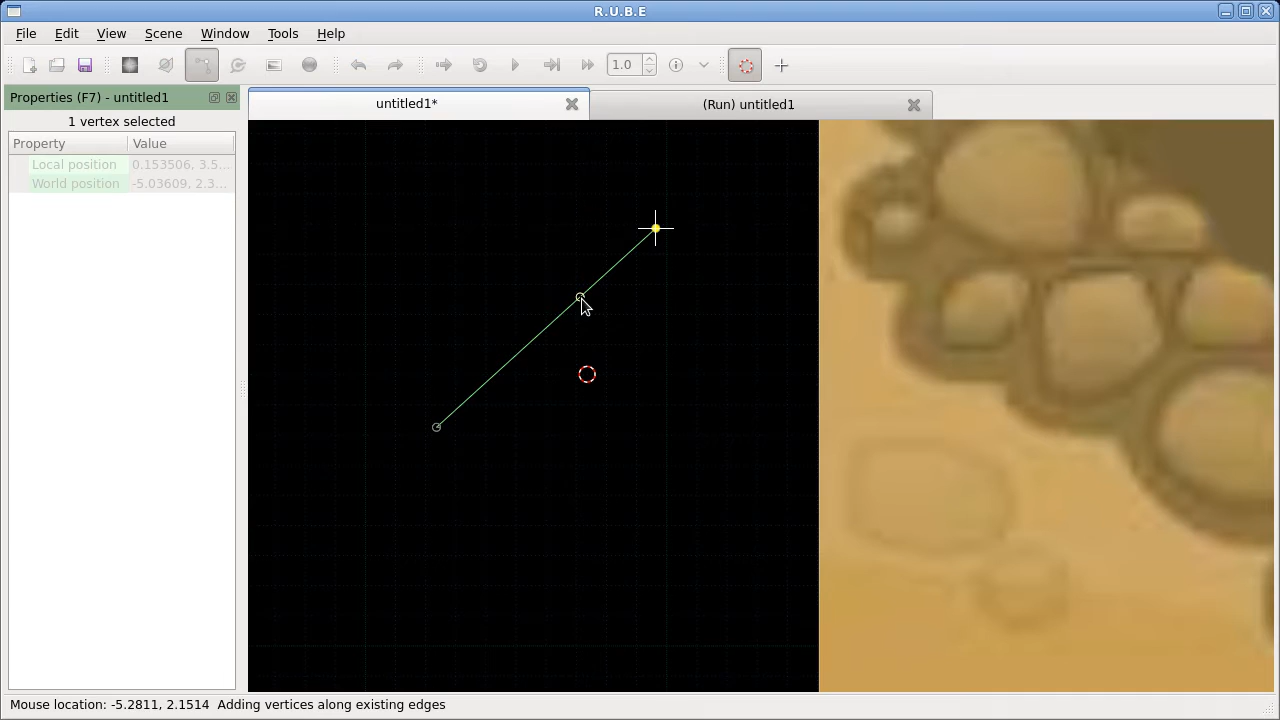 R.U.B.E
File Edit View Scene Window Tools Help
1.0
Properties (F7) - untitled1
untitled1*
(Run) untitled1
1 vertex selected
Property Value
Local position 0.153506, 3.5...
World position -5.03609, 2.3...
Mouse location: -5.2811, 2.1514 Adding vertices along existing edges